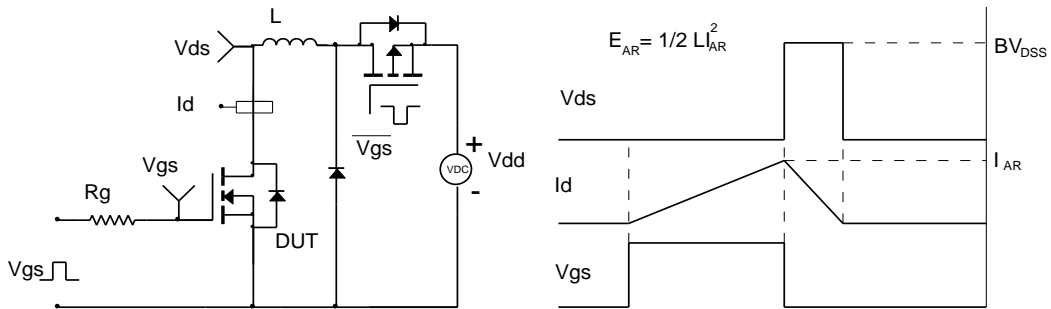 L
Vds
Id
Vgs
Rg
DUT
Vgs
Vgs
+
VDC
-
Vdd
E_AR= 1/2 LI²_AR
BV_DSS
Vds
I_AR
Id
Vgs